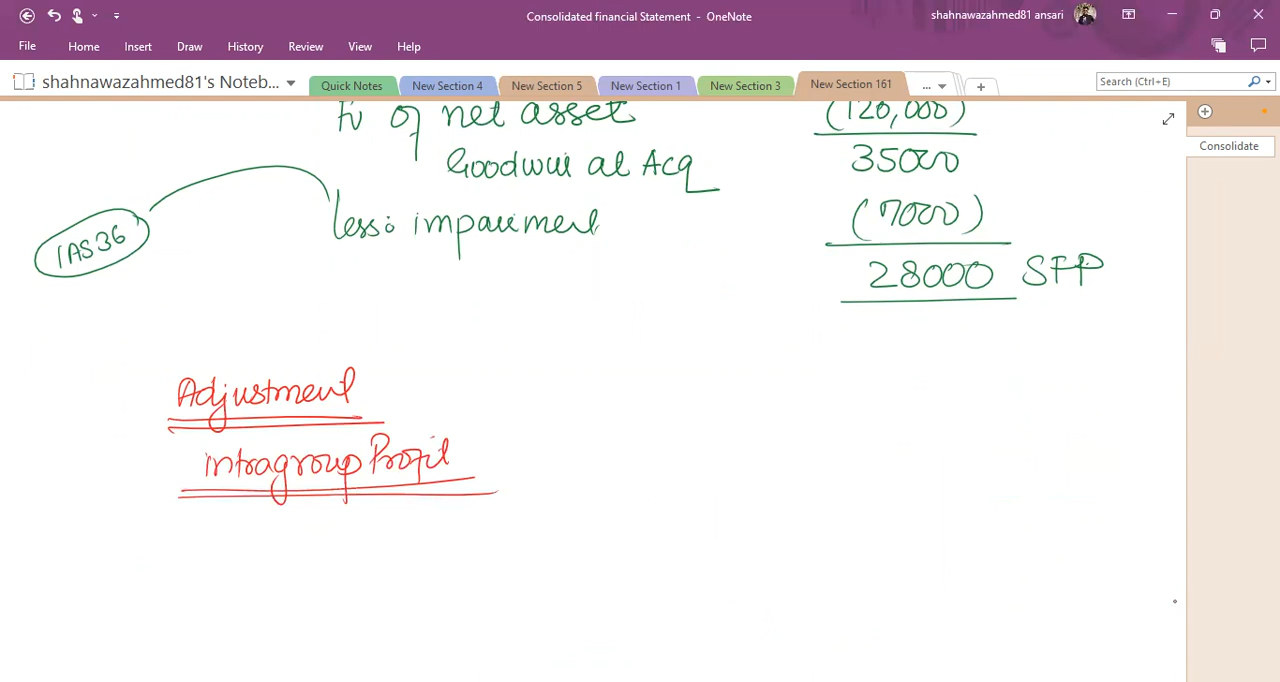 Consolidated financial Statement - OneNote
shahnawazahmed81 ansari
File Home Insert Draw History Review View Help
shahnawazahmed81's Noteb...
Quick Notes New Section 4 New Section 5 New Section 1 New Section 3 New Section 161 ...
Search (Ctrl+E)
Consolidate
fv of net asset (120,000)
Goodwill at Acq 35000
less: impairment (7000)
IAS36
28000 SFP
Adjustment
intragroup Profit